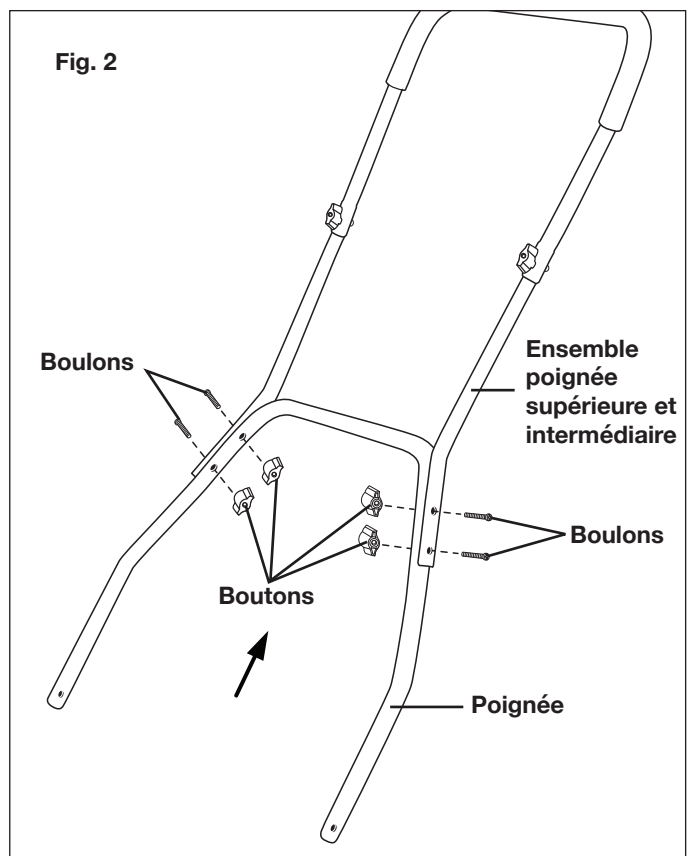 Fig. 2
Boulons
Ensemble
poignée
supérieure et
intermédiaire
Boulons
Boutons
Poignée